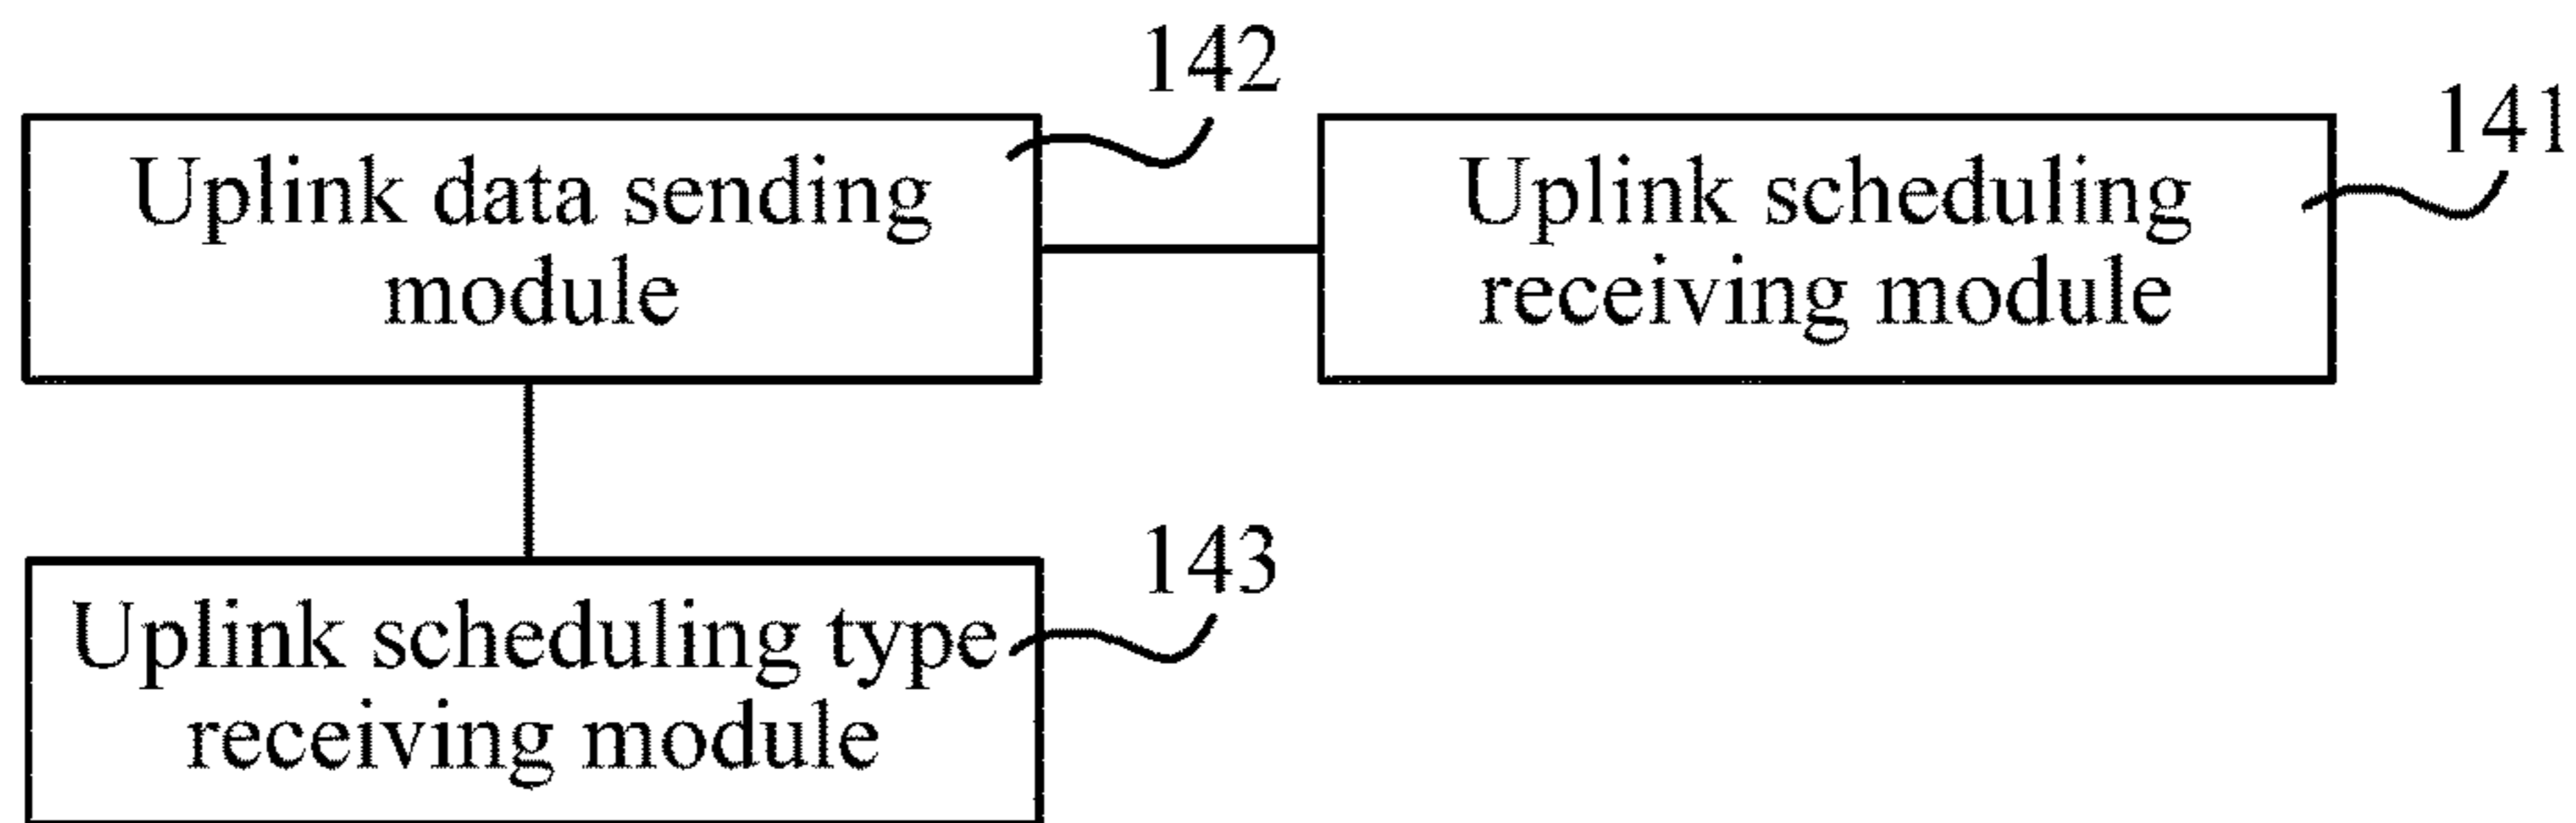 142
Uplink data sending
module
141
Uplink scheduling
receiving module
143
Uplink scheduling type
receiving module